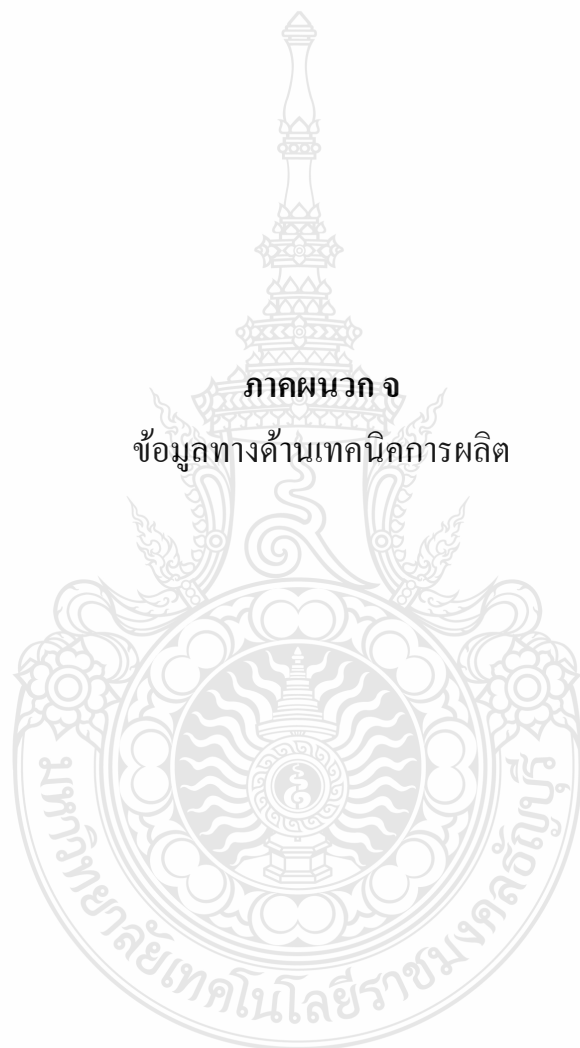 ภาคผนวก จ
ข้อมูลทางด้านเทคนิคการผลิต
มหาวิทยาลัยเทคโนโลยีราชมงคลธัญบุรี